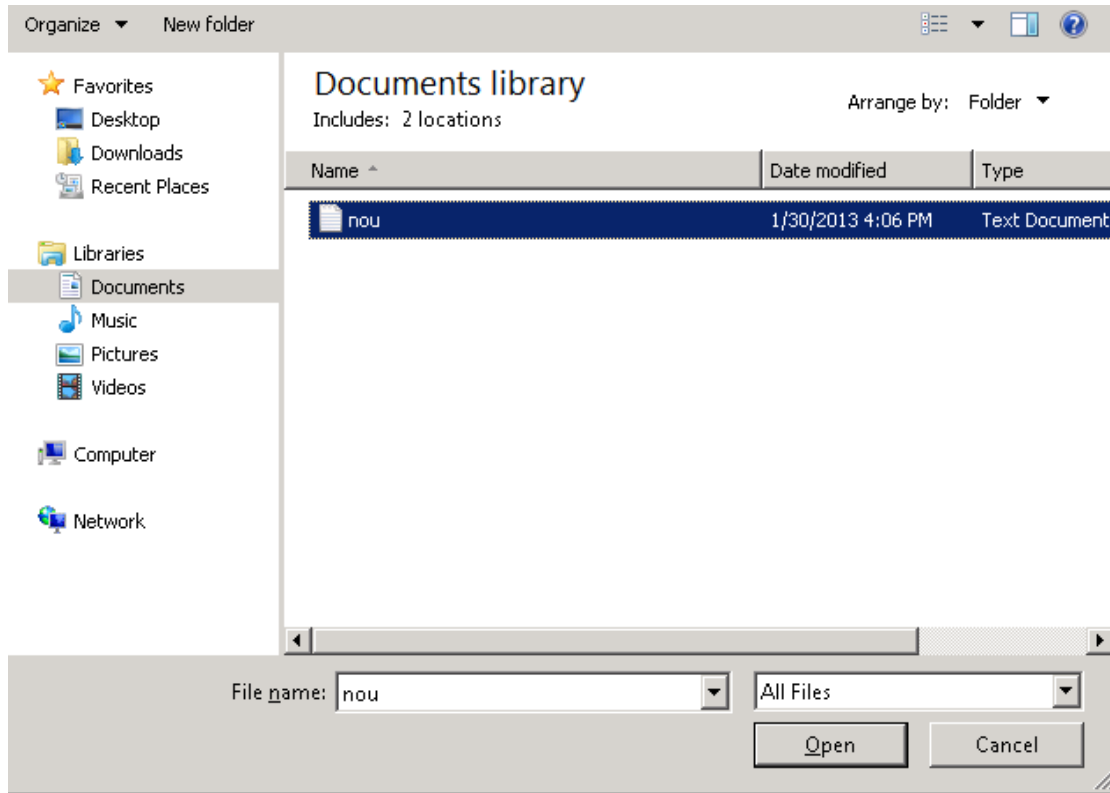 Organize New folder
Favorites
Desktop
Downloads
Recent Places
Libraries
Documents
Music
Pictures
Videos
Computer
Network
Documents library
Includes: 2 locations
Arrange by: Folder
Name Date modified Type
nou 1/30/2013 4:06 PM Text Document
File name: nou All Files
Open Cancel